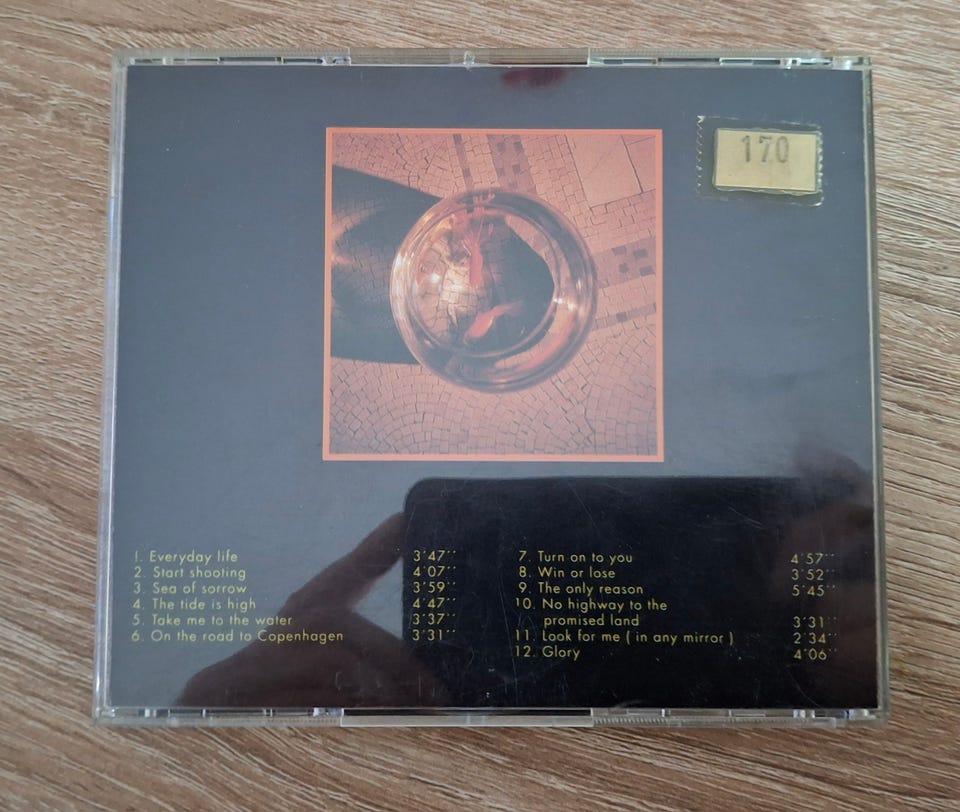 170
1. Everyday life 3'47''
2. Start shooting 4'07''
3. Sea of sorrow 3'59''
4. The tide is high 4'47''
5. Take me to the water 3'37''
6. On the road to Copenhagen 3'31''
7. Turn on to you 4'57''
8. Win or lose 3'52''
9. The only reason 5'45''
10. No highway to the
promised land 3'31''
11. Look for me ( in any mirror ) 2'34''
12. Glory 4'06''